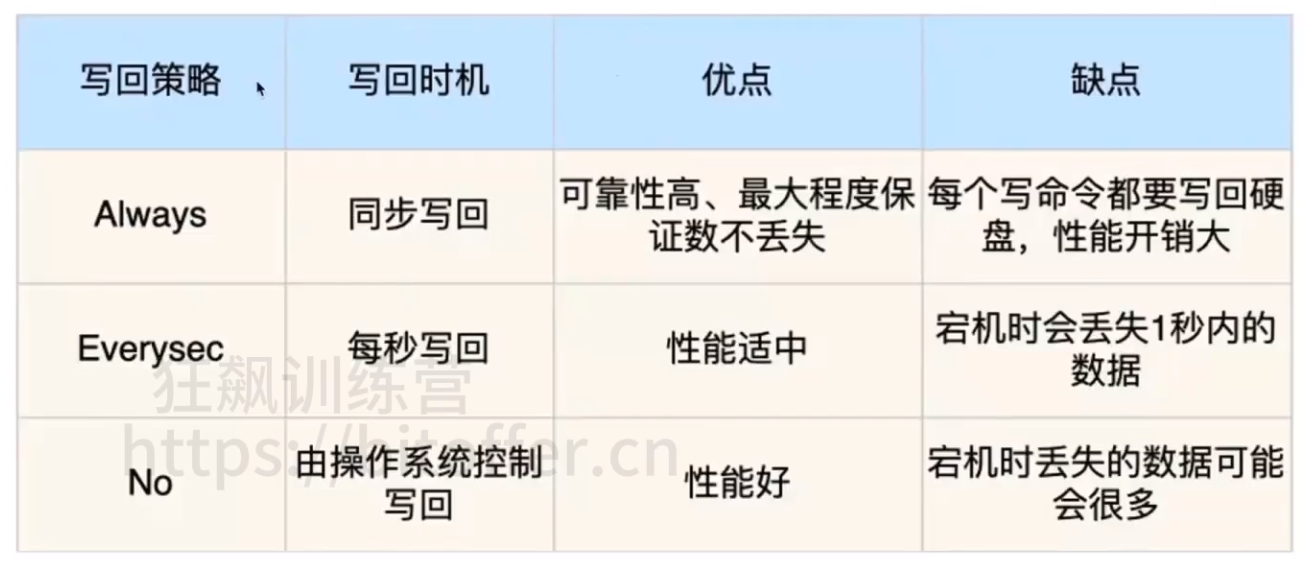 写回策略
写回时机
优点
缺点
Always
同步写回
可靠性高、最大程度保
证数不丢失
每个写命令都要写回硬
盘，性能开销大
Everysec
每秒写回
性能适中
宕机时会丢失1秒内的
数据
No
由操作系统控制
写回
性能好
宕机时丢失的数据可能
会很多
狂飙训练营
https://bitoffer.cn